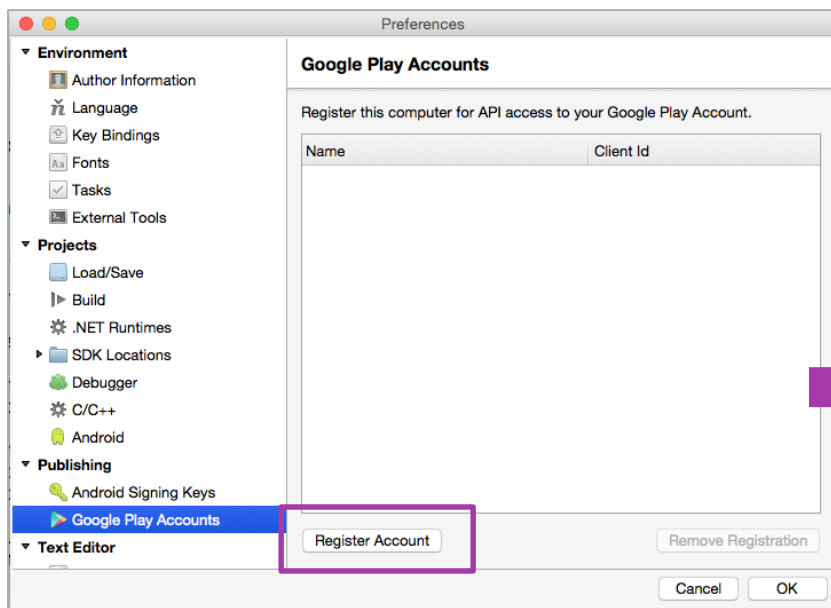 Preferences
Environment
Author Information
Language
Key Bindings
Fonts
Tasks
External Tools
Projects
Load/Save
Build
.NET Runtimes
SDK Locations
Debugger
C/C++
Android
Publishing
Android Signing Keys
Google Play Accounts
Text Editor
Google Play Accounts
Register this computer for API access to your Google Play Account.
Name Client Id
Register Account Remove Registration
Cancel OK